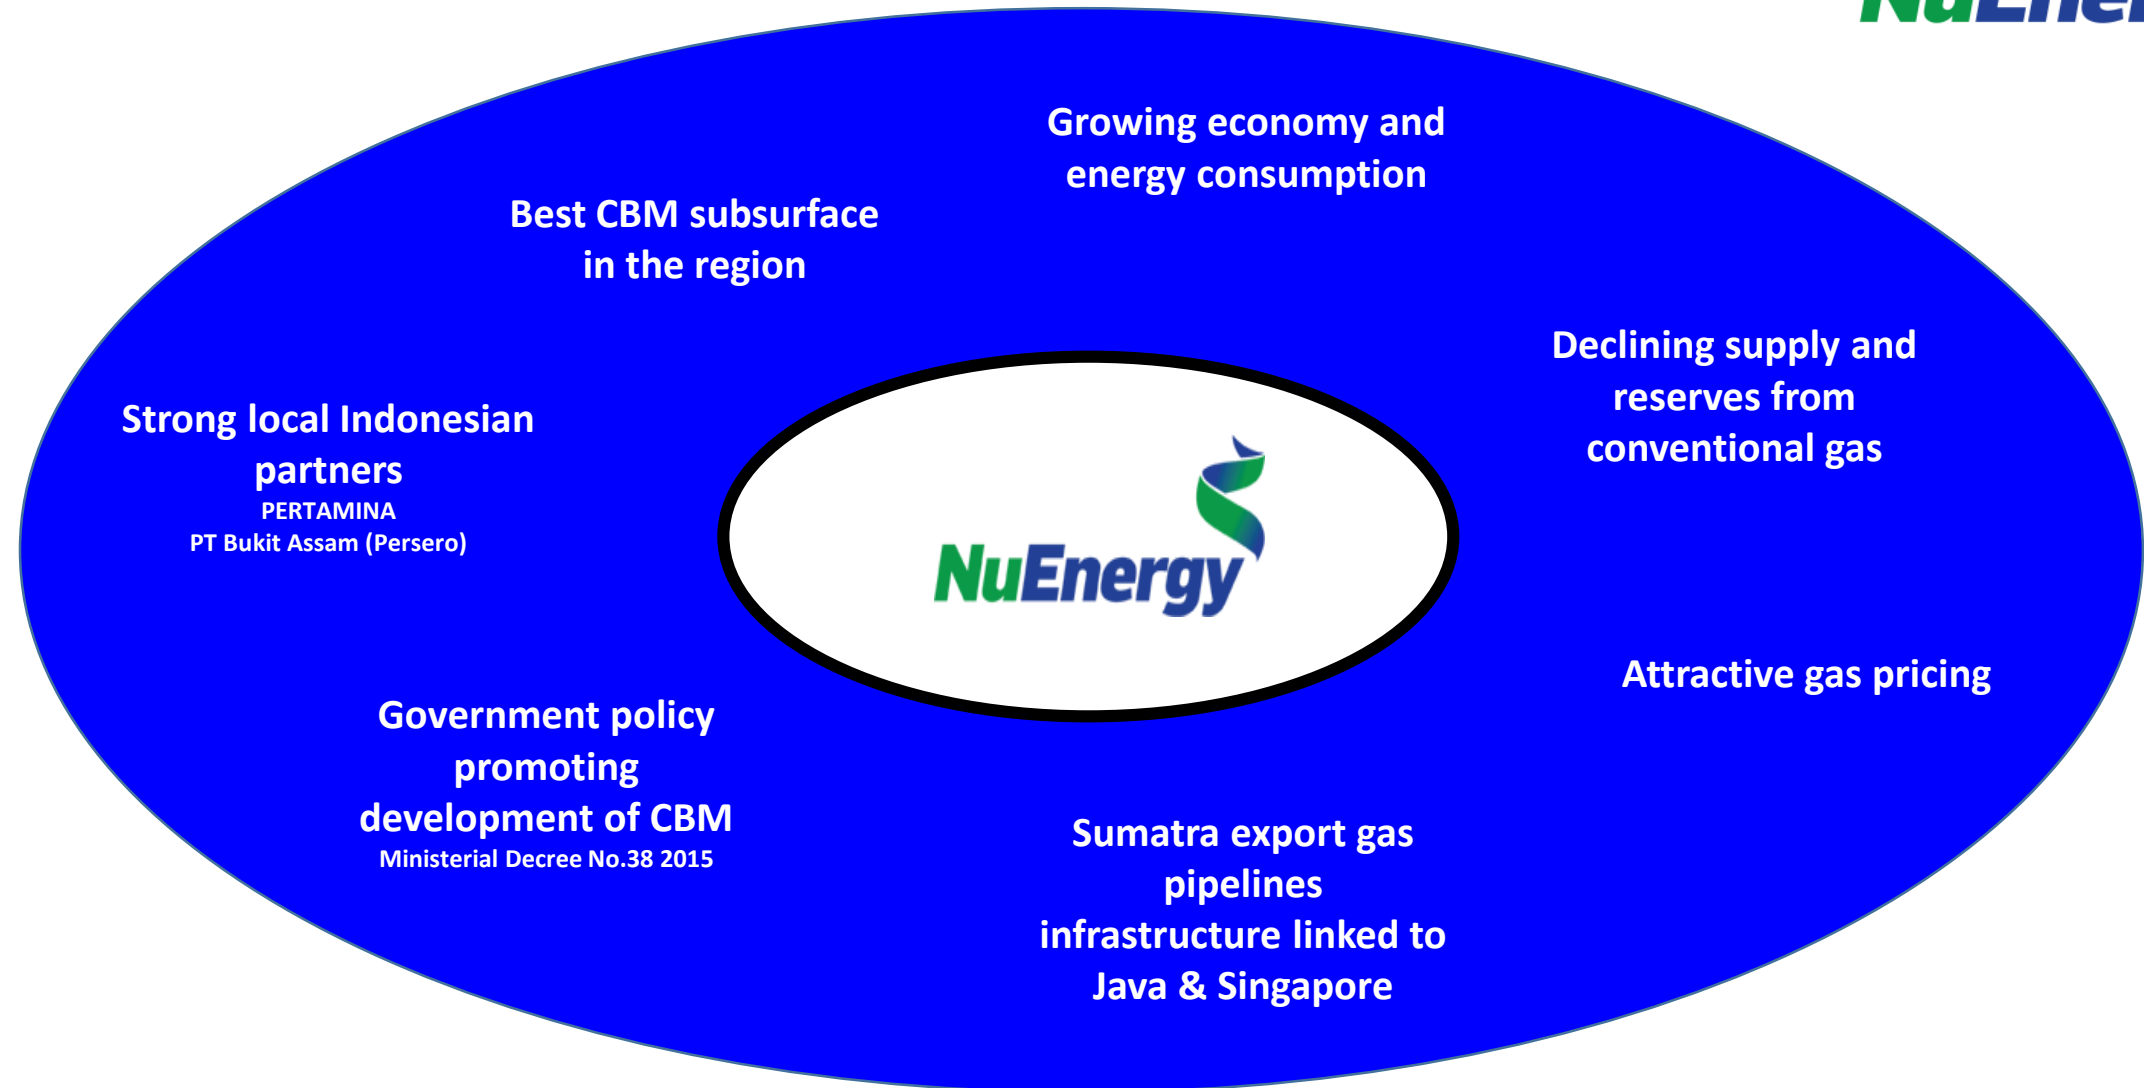 Growing economy and
energy consumption
Best CBM subsurface
in the region
Declining supply and
reserves from
conventional gas
Strong local Indonesian
partners
PERTAMINA
PT Bukit Assam (Persero)
NuEnergy
Attractive gas pricing
Government policy
promoting
development of CBM
Ministerial Decree No.38 2015
Sumatra export gas
pipelines
infrastructure linked to
Java & Singapore